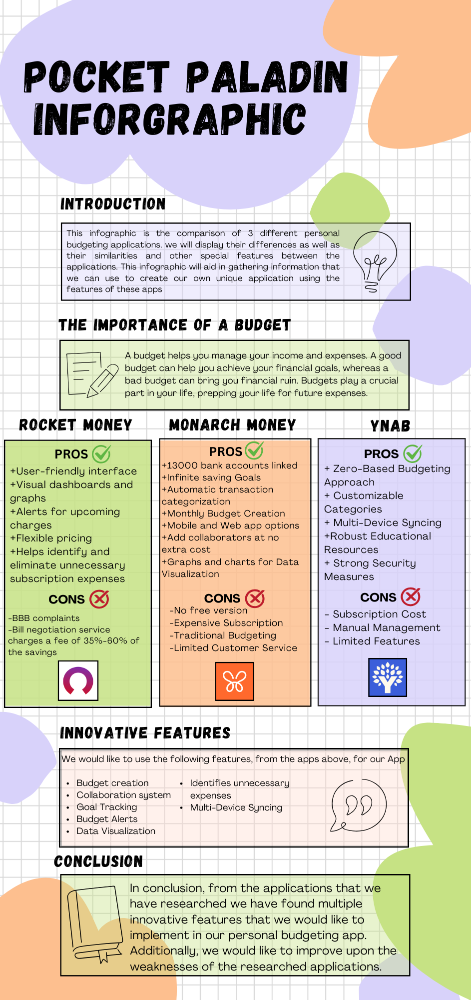 POCKET PALADIN
INFORGRAPHIC
INTRODUCTION
This infographic is the comparison of 3 different personal
budgeting applications. we will display their differences as well as
their similarities and other special features between the
applications. This infographic will aid in gathering information that
we can use to create our own unique application using the
features of these apps
THE IMPORTANCE OF A BUDGET
A budget helps you manage your income and expenses. A good
budget can help you achieve your financial goals, whereas a
bad budget can bring you financial ruin. Budgets play a crucial
part in your life, prepping your life for future expenses.
ROCKET MONEY
PROS
+User-friendly interface
+Visual dashboards and
graphs
+Alerts for upcoming
charges
+Flexible pricing
+Helps identify and
eliminate unnecessary
subscription expenses
CONS
-BBB complaints
-Bill negotiation service
charges a fee of 35%-60% of
the savings
MONARCH MONEY
PROS
+13000 bank accounts linked
+Infinite saving Goals
+Automatic transaction
categorization
+Monthly Budget Creation
+Mobile and Web app options
+Add collaborators at no
extra cost
+Graphs and charts for Data
Visualization
CONS
-No free version
-Expensive Subscription
-Traditional Budgeting
-Limited Customer Service
YNAB
PROS
+ Zero-Based Budgeting
Approach
+ Customizable
Categories
+ Multi-Device Syncing
+Robust Educational
Resources
+ Strong Security
Measures
CONS
- Subscription Cost
- Manual Management
- Limited Features
INNOVATIVE FEATURES
We would like to use the following features, from the apps above, for our App
• Budget creation
• Collaboration system
• Goal Tracking
• Budget Alerts
• Data Visualization
• Identifies unnecessary
expenses
• Multi-Device Syncing
CONCLUSION
In conclusion, from the applications that we
have researched we have found multiple
innovative features that we would like to
implement in our personal budgeting app.
Additionally, we would like to improve upon the
weaknesses of the researched applications.